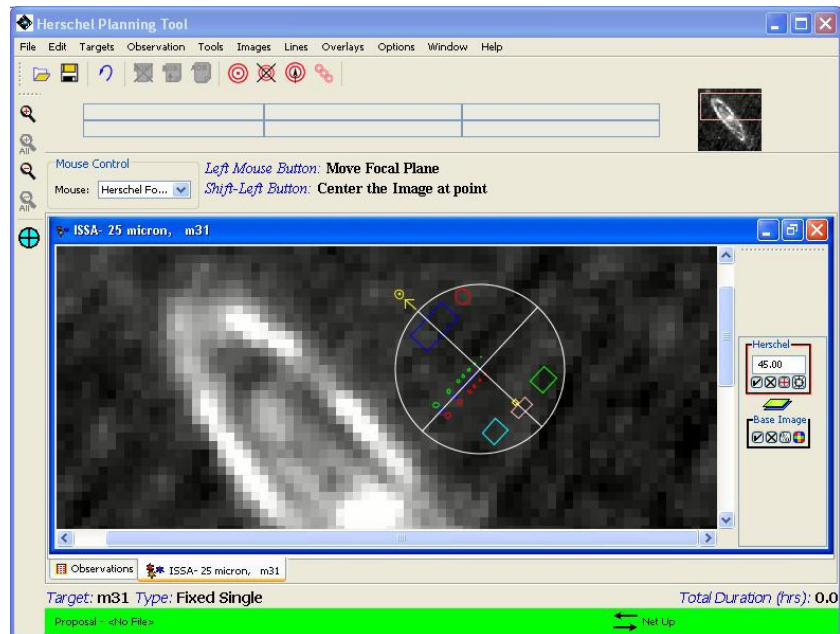 Herschel Planning Tool
File Edit Targets Observation Tools Images Lines Overlays Options Window Help
All
All
Mouse Control
Mouse: Herschel Fo...
Left Mouse Button: Move Focal Plane
Shift-Left Button: Center the Image at point
ISSA- 25 micron, m31
Herschel
45.00
Base Image
Observations
ISSA- 25 micron, m31
Target: m31 Type: Fixed Single
Total Duration (hrs): 0.0
Proposal - <No File>
Net Up